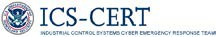 ICS-CERT
INDUSTRIAL CONTROL SYSTEMS CYBER EMERGENCY RESPONSE TEAM